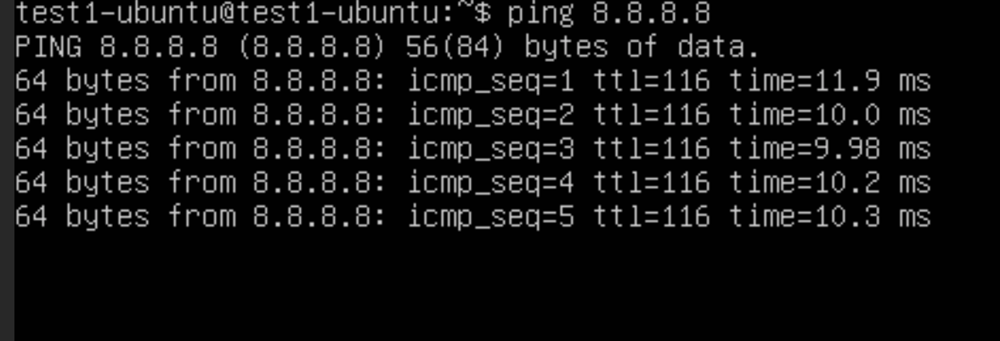 test1-ubuntu@test1-ubuntu:~$ ping 8.8.8.8
PING 8.8.8.8 (8.8.8.8) 56(84) bytes of data.
64 bytes from 8.8.8.8: icmp_seq=1 ttl=116 time=11.9 ms
64 bytes from 8.8.8.8: icmp_seq=2 ttl=116 time=10.0 ms
64 bytes from 8.8.8.8: icmp_seq=3 ttl=116 time=9.98 ms
64 bytes from 8.8.8.8: icmp_seq=4 ttl=116 time=10.2 ms
64 bytes from 8.8.8.8: icmp_seq=5 ttl=116 time=10.3 ms